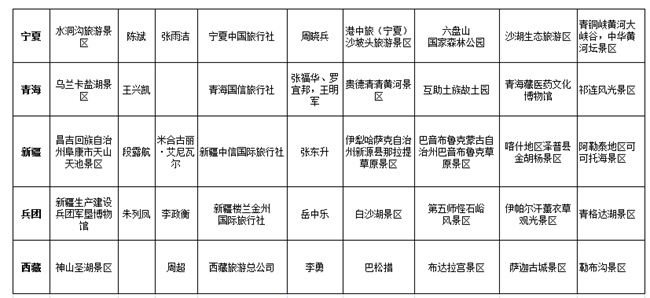 宁夏
水洞沟旅游景
区
陈斌
张雨洁
宁夏中国旅行社
周晓兵
港中旅（宁夏）
沙坡头旅游景区
六盘山
国家森林公园
沙湖生态旅游区
青铜峡黄河大
峡谷，中华黄
河坛景区
青海
乌兰卡盐湖景
区
王兴凯
青海国信旅行社
张福华、罗
宜邦，王明
军
贵德清清黄河景
区
互助土族故土园
青海藏医药文化
博物馆
祁连风光景区
新疆
昌吉回族自治
州阜康市天山
天池景区
段露航
米合古丽
·艾尼瓦
尔
新疆中信国际旅行社
张东升
伊犁哈萨克自治
州新源县那拉提
草原景区
巴音布鲁克蒙古自
治州巴音布鲁克草
原景区
喀什地区泽普县
金胡杨景区
阿勒泰地区可
可托海景区
兵团
新疆生产建设
兵团军垦博物
馆
朱列凤
李政衡
新疆楼兰金州
国际旅行社
岳中乐
白沙湖景区
第五师怪石峪
风景区
伊帕尔汗薰衣草
观光景区
青格达湖景区
西藏
神山圣湖景区
周超
西藏旅游总公司
李勇
巴松措
布达拉宫景区
萨迦古城景区
勒布沟景区